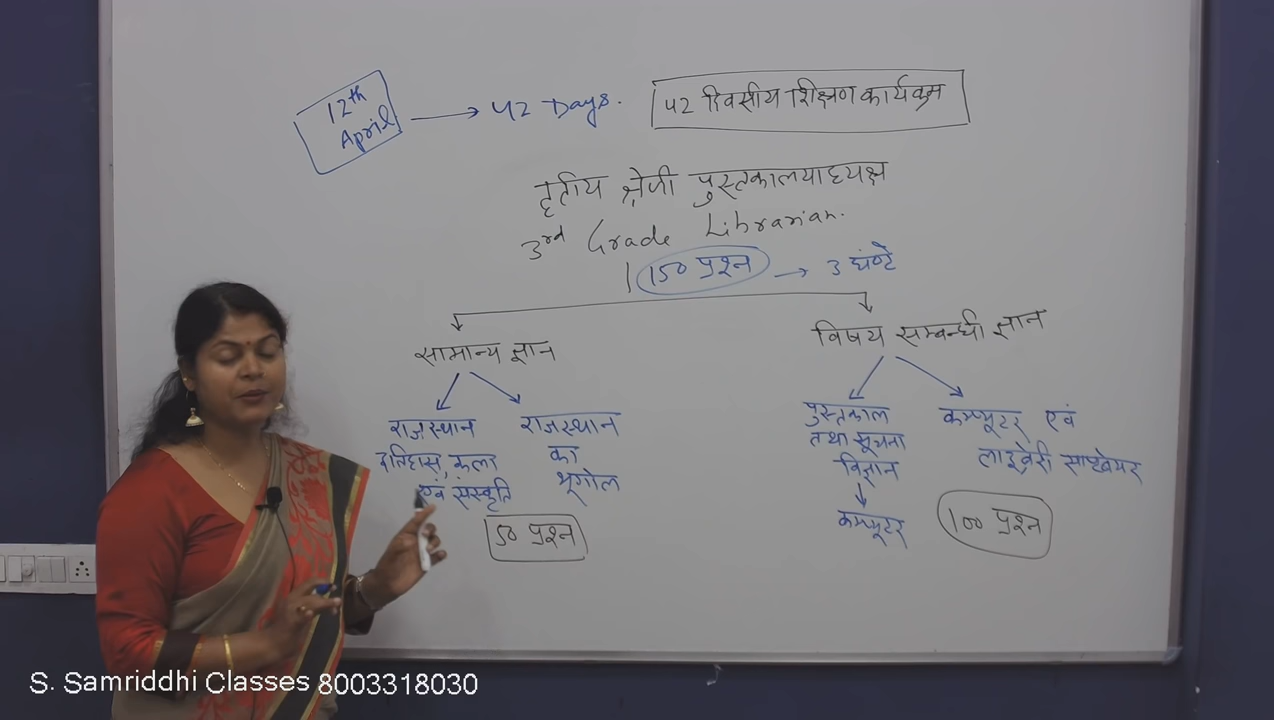 12th
April
42 Days.
42 दिवसीय शिक्षण कार्यक्रम
तृतीय श्रेणी पुस्तकालयाध्यक्ष
3rd Grade Librarian.
150 प्रश्न
3 घंण्टे
सामान्य ज्ञान
विषय सम्बन्धी ज्ञान
राजस्थान
इतिहास, कला
एवं संस्कृति
राजस्थान
का
भूगोल
50 प्रश्न
पुस्तकाल
तथा सूचना
विज्ञान
कम्प्यूटर
कम्प्यूटर एवं
लाइव्रेरी साफ्टवेयर
100 प्रश्न
S. Samriddhi Classes 8003318030